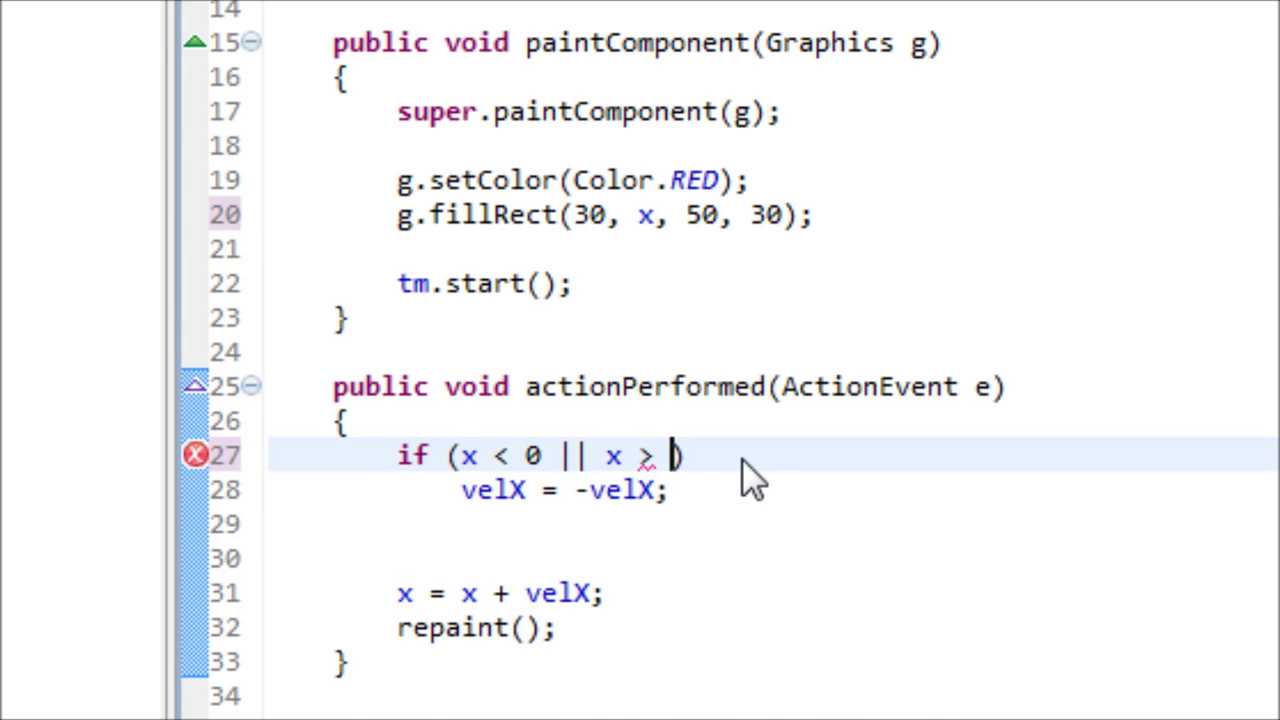 14
15 public void paintComponent(Graphics g)
16 {
17 super.paintComponent(g);
18
19 g.setColor(Color.RED);
20 g.fillRect(30, x, 50, 30);
21
22 tm.start();
23 }
24
25 public void actionPerformed(ActionEvent e)
26 {
27 if (x < 0 || x > )
28 velX = -velX;
29
30
31 x = x + velX;
32 repaint();
33 }
34